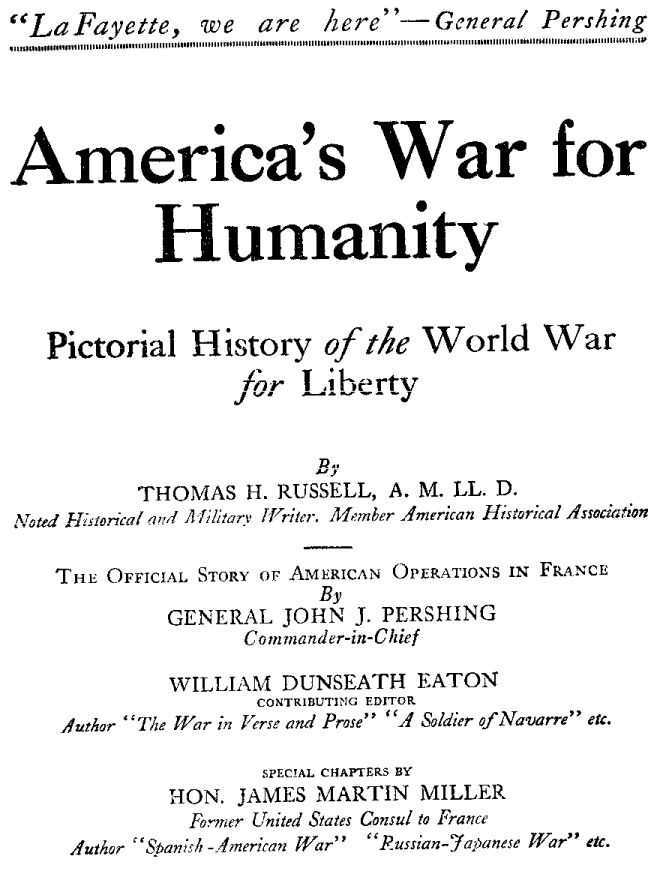 "LaFayette, we are here"—General Pershing
America's War for
Humanity
Pictorial History of the World War
for Liberty
By
THOMAS H. RUSSELL, A. M. LL. D.
Noted Historical and Military Writer. Member American Historical Association
THE OFFICIAL STORY OF AMERICAN OPERATIONS IN FRANCE
By
GENERAL JOHN J. PERSHING
Commander-in-Chief
WILLIAM DUNSEATH EATON
CONTRIBUTING EDITOR
Author "The War in Verse and Prose" "A Soldier of Navarre" etc.
SPECIAL CHAPTERS BY
HON. JAMES MARTIN MILLER
Former United States Consul to France
Author "Spanish-American War" "Russian-Japanese War" etc.